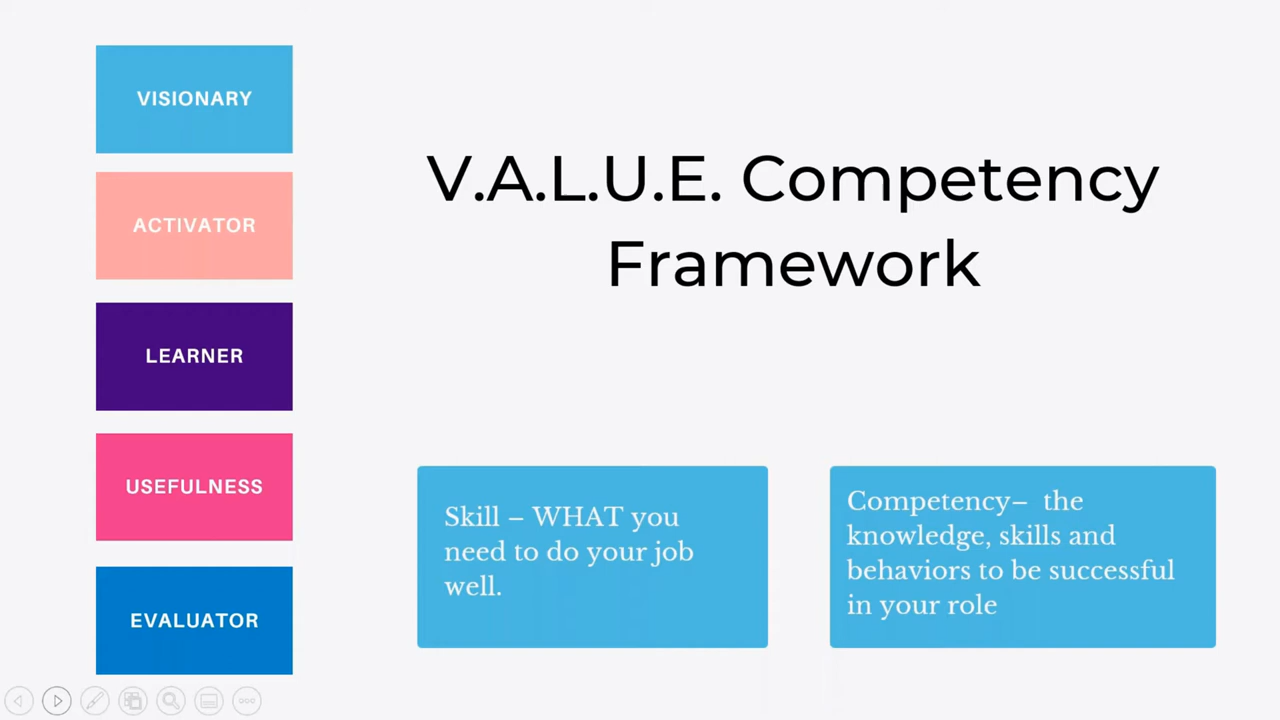 VISIONARY
ACTIVATOR
LEARNER
USEFULNESS
EVALUATOR
V.A.L.U.E. Competency
Framework
Skill – WHAT you
need to do your job
well.
Competency–  the
knowledge, skills and
behaviors to be successful
in your role